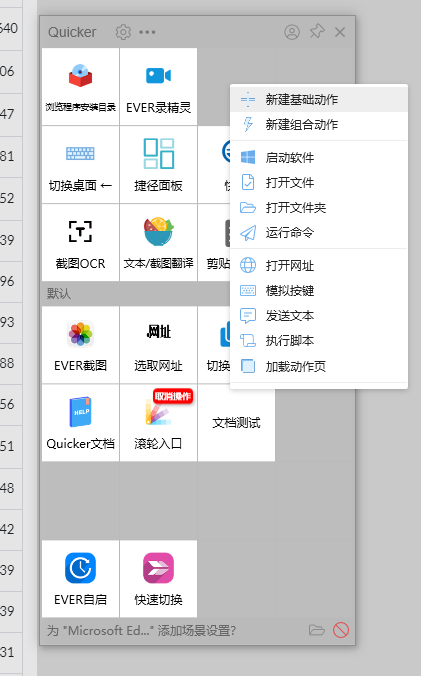 640
06
47
81
52
39
96
93
88
56
51
48
42
39
39
31
Quicker
浏览程序安装目录
EVER录精灵
切换桌面 ←
捷径面板
截图OCR
文本/截图翻译
剪贴
默认
EVER截图
选取网址
切换
HELP
Quicker文档
取消操作
滚轮入口
文档测试
EVER自启
快速切换
为 "Microsoft Ed..." 添加场景设置?
新建基础动作
新建组合动作
启动软件
打开文件
打开文件夹
运行命令
打开网址
模拟按键
发送文本
执行脚本
加载动作页